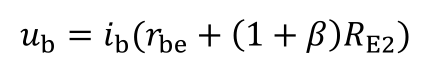 u_b = i_b(r_be + (1 + β)R_E2)